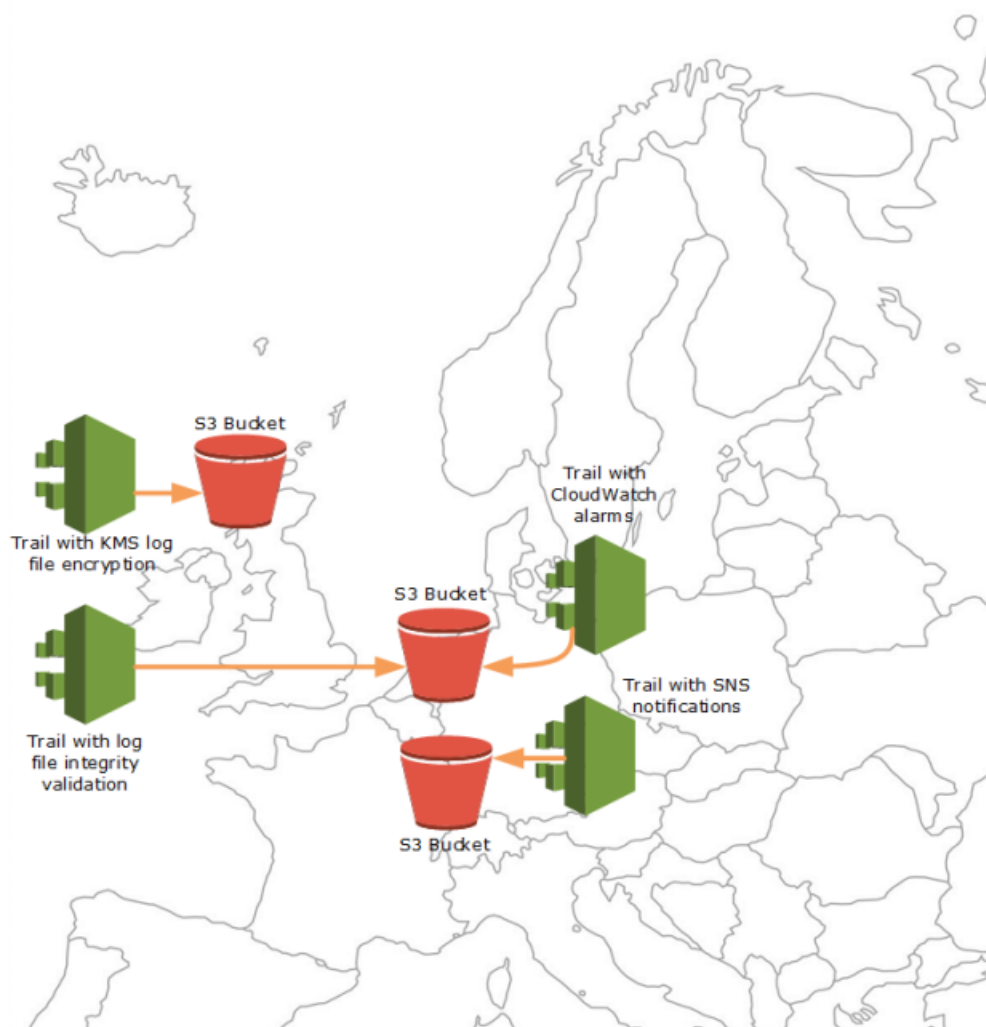 S3 Bucket
Trail with KMS log
file encryption
Trail with
CloudWatch
alarms
S3 Bucket
Trail with log
file integrity
validation
Trail with SNS
notifications
S3 Bucket